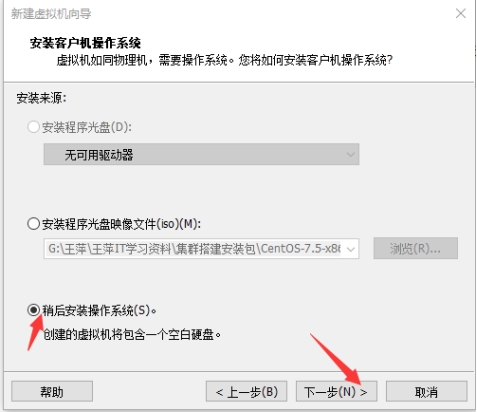 新建虚拟机向导
安装客户机操作系统
虚拟机如同物理机，需要操作系统。您将如何安装客户机操作系统?
安装来源:
安装程序光盘(D):
无可用驱动器
安装程序光盘映像文件(iso)(M):
G:\王萍\王萍IT学习资料\集群搭建安装包\CentOS-7.5-x86
浏览(R)...
稍后安装操作系统(S)。
创建的虚拟机将包含一个空白硬盘。
帮助
< 上一步(B)
下一步(N) >
取消